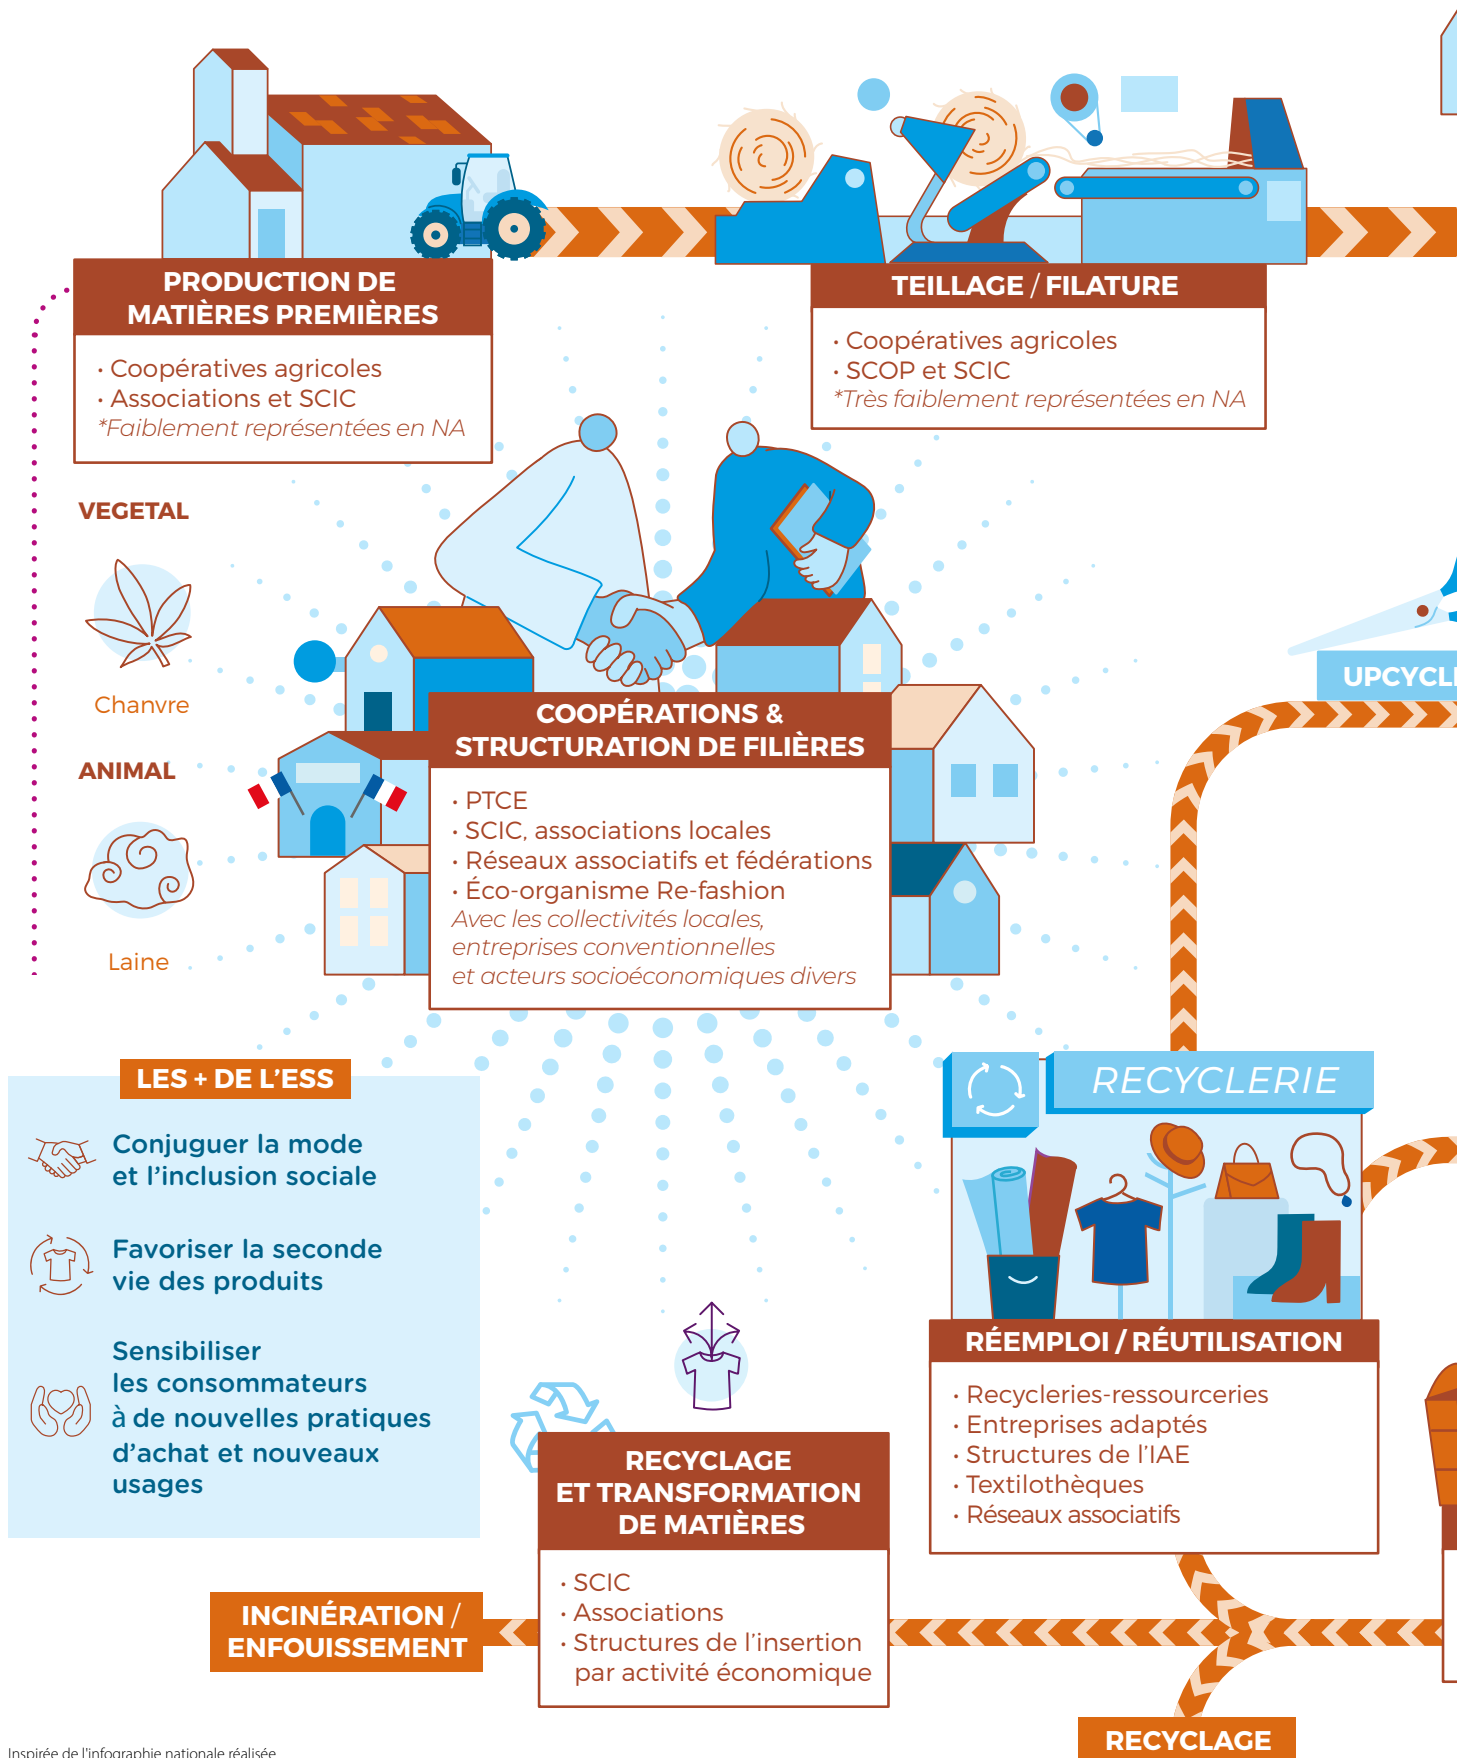 PRODUCTION DE
MATIÈRES PREMIÈRES
• Coopératives agricoles
• Associations et SCIC
*Faiblement représentées en NA
TEILLAGE / FILATURE
• Coopératives agricoles
• SCOP et SCIC
*Très faiblement représentées en NA
VEGETAL
Chanvre
ANIMAL
Laine
COOPÉRATIONS &
STRUCTURATION DE FILIÈRES
• PTCE
• SCIC, associations locales
• Réseaux associatifs et fédérations
• Éco-organisme Re-fashion
Avec les collectivités locales,
entreprises conventionnelles
et acteurs socioéconomiques divers
UPCYCL
LES + DE L'ESS
Conjuguer la mode
et l'inclusion sociale
Favoriser la seconde
vie des produits
Sensibiliser
les consommateurs
à de nouvelles pratiques
d'achat et nouveaux
usages
RECYCLERIE
RÉEMPLOI / RÉUTILISATION
• Recycleries-ressourceries
• Entreprises adaptés
• Structures de l'IAE
• Textilothèques
• Réseaux associatifs
RECYCLAGE
ET TRANSFORMATION
DE MATIÈRES
• SCIC
• Associations
• Structures de l'insertion
par activité économique
INCINÉRATION /
ENFOUISSEMENT
RECYCLAGE
Inspirée de l'infographie nationale réalisée